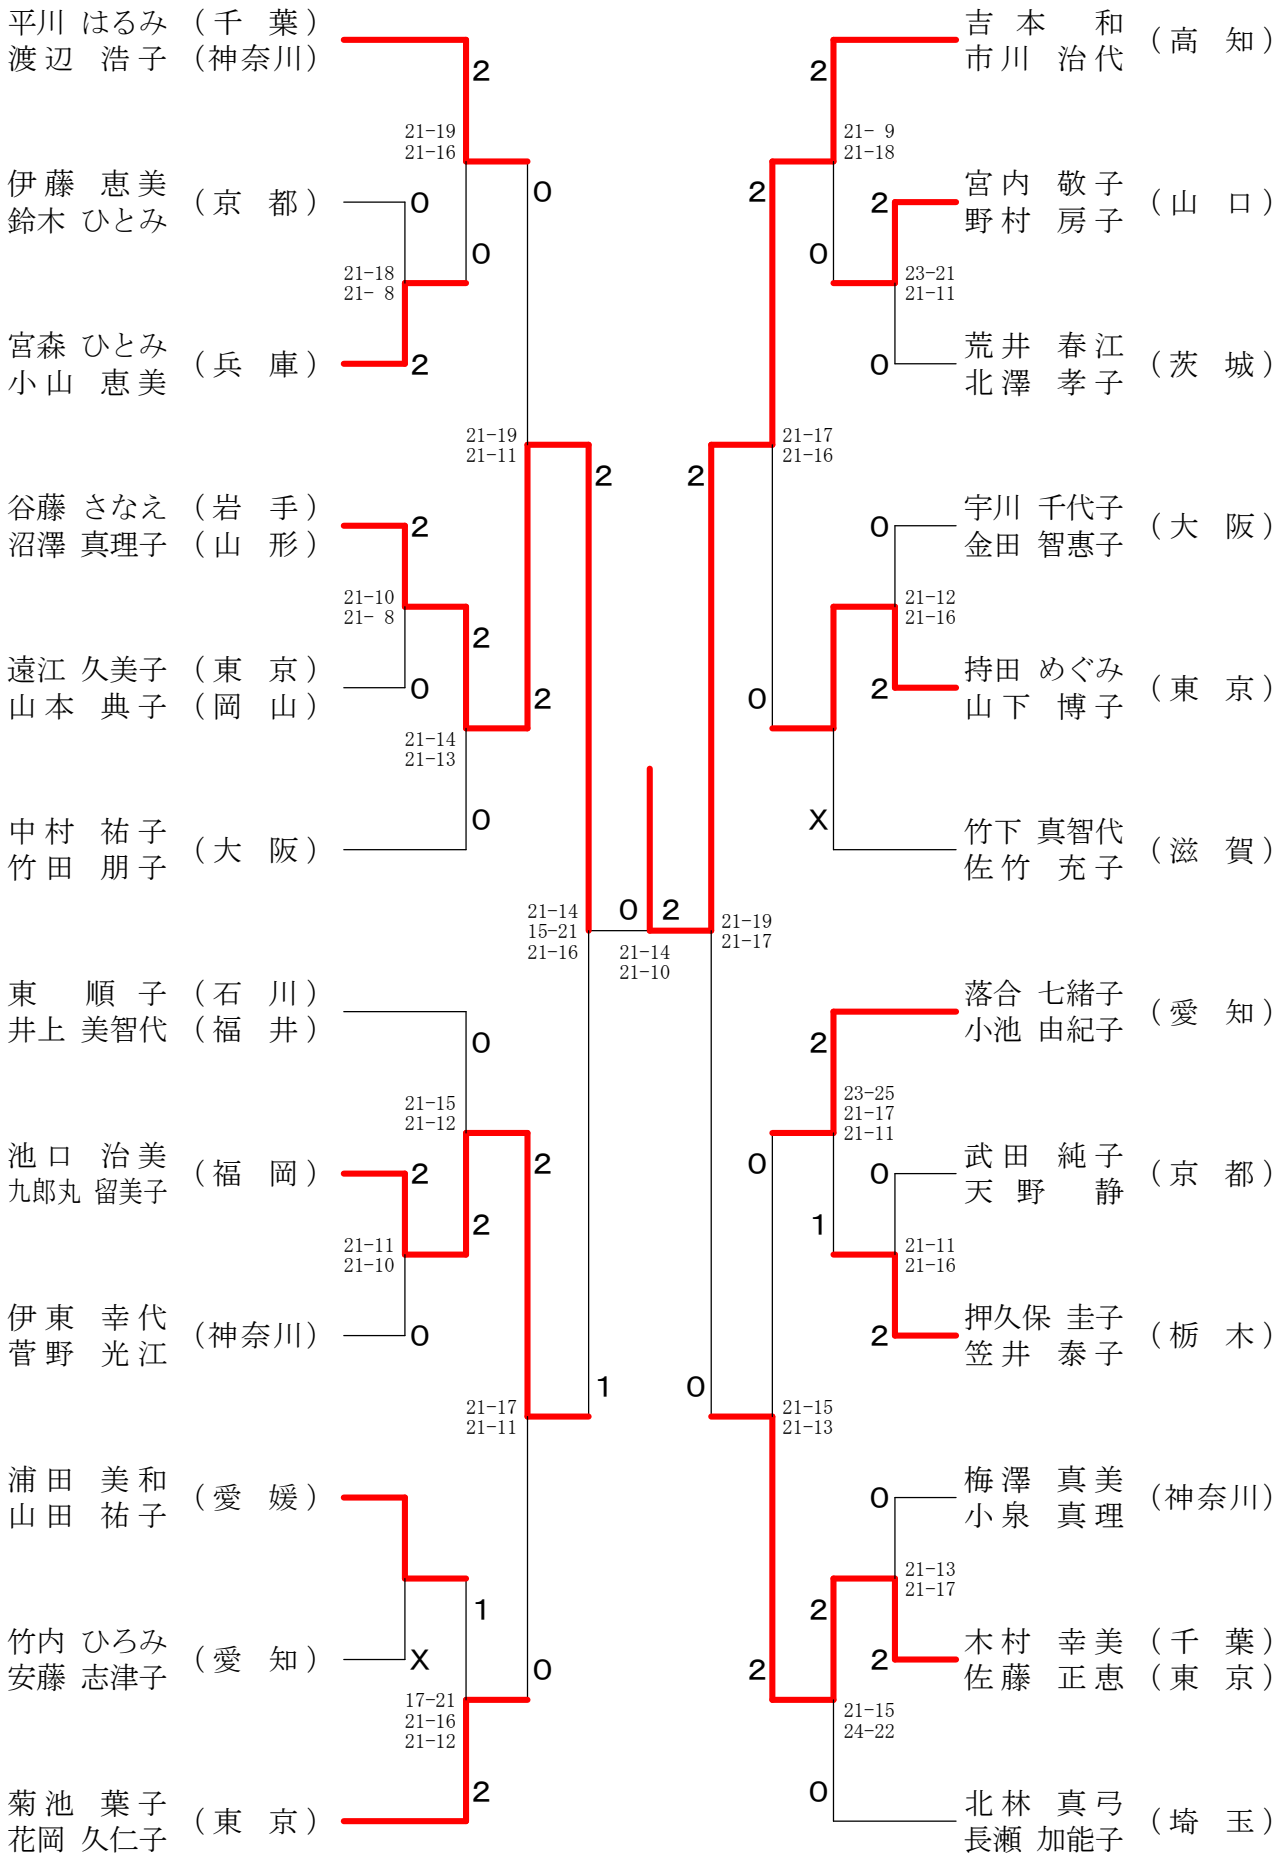 平川 はるみ (千 葉)
渡辺 浩子 (神奈川)
2
21-19
21-16
0
伊藤 恵美
鈴木 ひとみ
(京 都)
0
0
21-18
21- 8
宮森 ひとみ
小山 恵美
(兵 庫)
2
21-19
21-11
2
谷藤 さなえ (岩 手)
沼澤 真理子 (山 形)
2
21-10
21- 8
2
遠江 久美子 (東 京)
山本 典子 (岡 山)
0
2
21-14
21-13
中村 祐子
竹田 朋子
(大 阪)
0
21-14
15-21
21-16
0
2
21-14
21-10
東 順子 (石 川)
井上 美智代 (福 井)
0
21-15
21-12
池口 治美
九郎丸 留美子
(福 岡)
2
2
2
21-11
21-10
伊東 幸代
菅野 光江
(神奈川)
0
1
21-17
21-11
浦田 美和
山田 祐子
(愛 媛)
1
竹内 ひろみ
安藤 志津子
(愛 知)
X
0
17-21
21-16
21-12
菊池 葉子
花岡 久仁子
(東 京)
2
吉本 和
市川 治代
(高 知)
2
21- 9
21-18
2
宮内 敬子
野村 房子
(山 口)
2
0
23-21
21-11
荒井 春江
北澤 孝子
(茨 城)
0
21-17
21-16
2
宇川 千代子
金田 智惠子
(大 阪)
0
21-12
21-16
持田 めぐみ
山下 博子
(東 京)
2
0
竹下 真智代
佐竹 充子
(滋 賀)
X
21-19
21-17
落合 七緒子
小池 由紀子
(愛 知)
2
23-25
21-17
21-11
0
武田 純子
天野 静
(京 都)
0
1
21-11
21-16
押久保 圭子
笠井 泰子
(栃 木)
2
0
21-15
21-13
梅澤 真美
小泉 真理
(神奈川)
0
21-13
21-17
2
木村 幸美 (千 葉)
佐藤 正恵 (東 京)
2
2
21-15
24-22
北林 真弓
長瀬 加能子
(埼 玉)
0